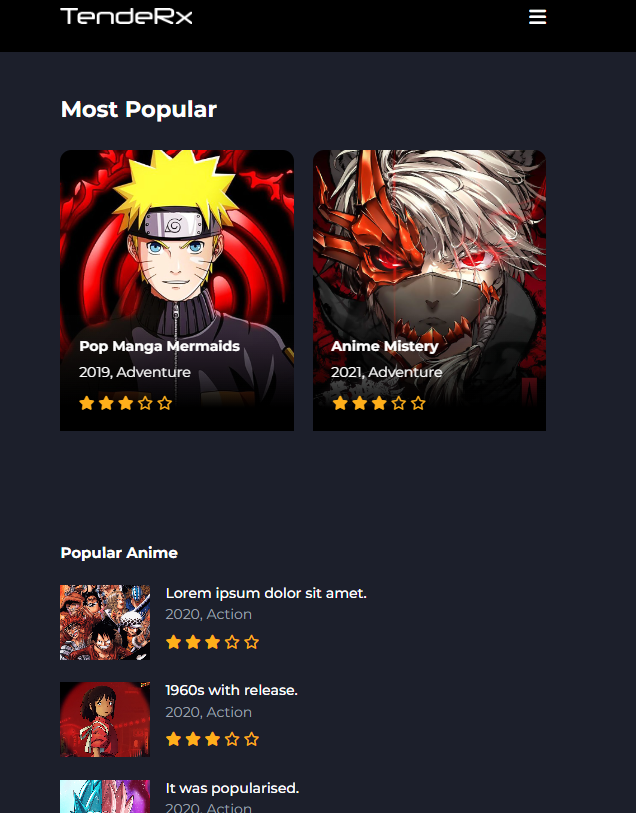 TendeRx
Most Popular
Pop Manga Mermaids
2019, Adventure
Anime Mistery
2021, Adventure
Popular Anime
Lorem ipsum dolor sit amet.
2020, Action
1960s with release.
2020, Action
It was popularised.
2020, Action